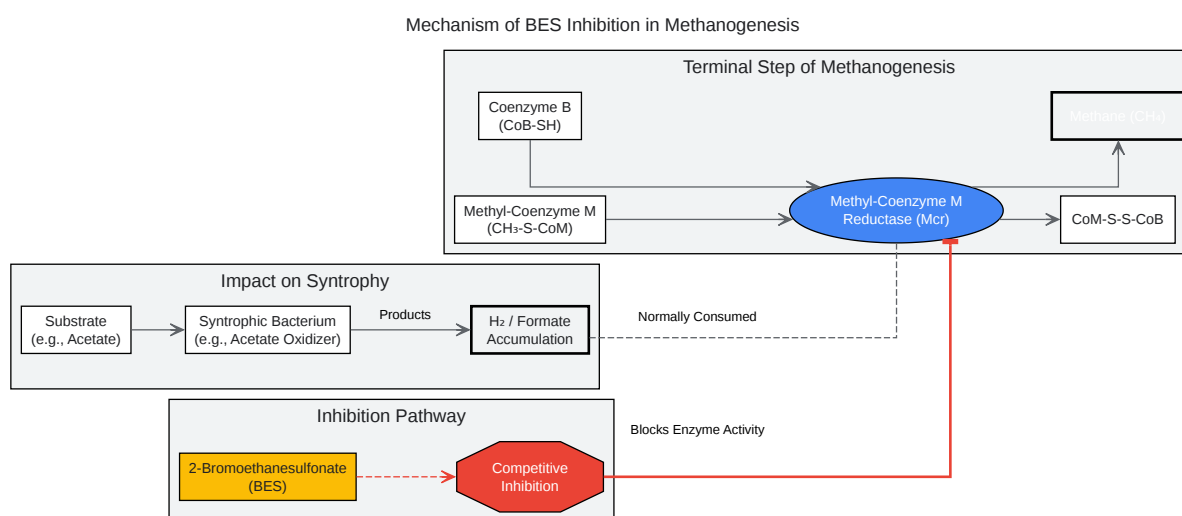 Mechanism of BES Inhibition in Methanogenesis
Terminal Step of Methanogenesis
Coenzyme B
(CoB-SH)
Methane (CH₄)
Methyl-Coenzyme M
(CH₃-S-CoM)
Methyl-Coenzyme M
Reductase (Mcr)
CoM-S-S-CoB
Impact on Syntrophy
Substrate
(e.g., Acetate)
Syntrophic Bacterium
(e.g., Acetate Oxidizer)
Products
H₂ / Formate
Accumulation
Normally Consumed
Inhibition Pathway
2-Bromoethanesulfonate
(BES)
Competitive
Inhibition
Blocks Enzyme Activity